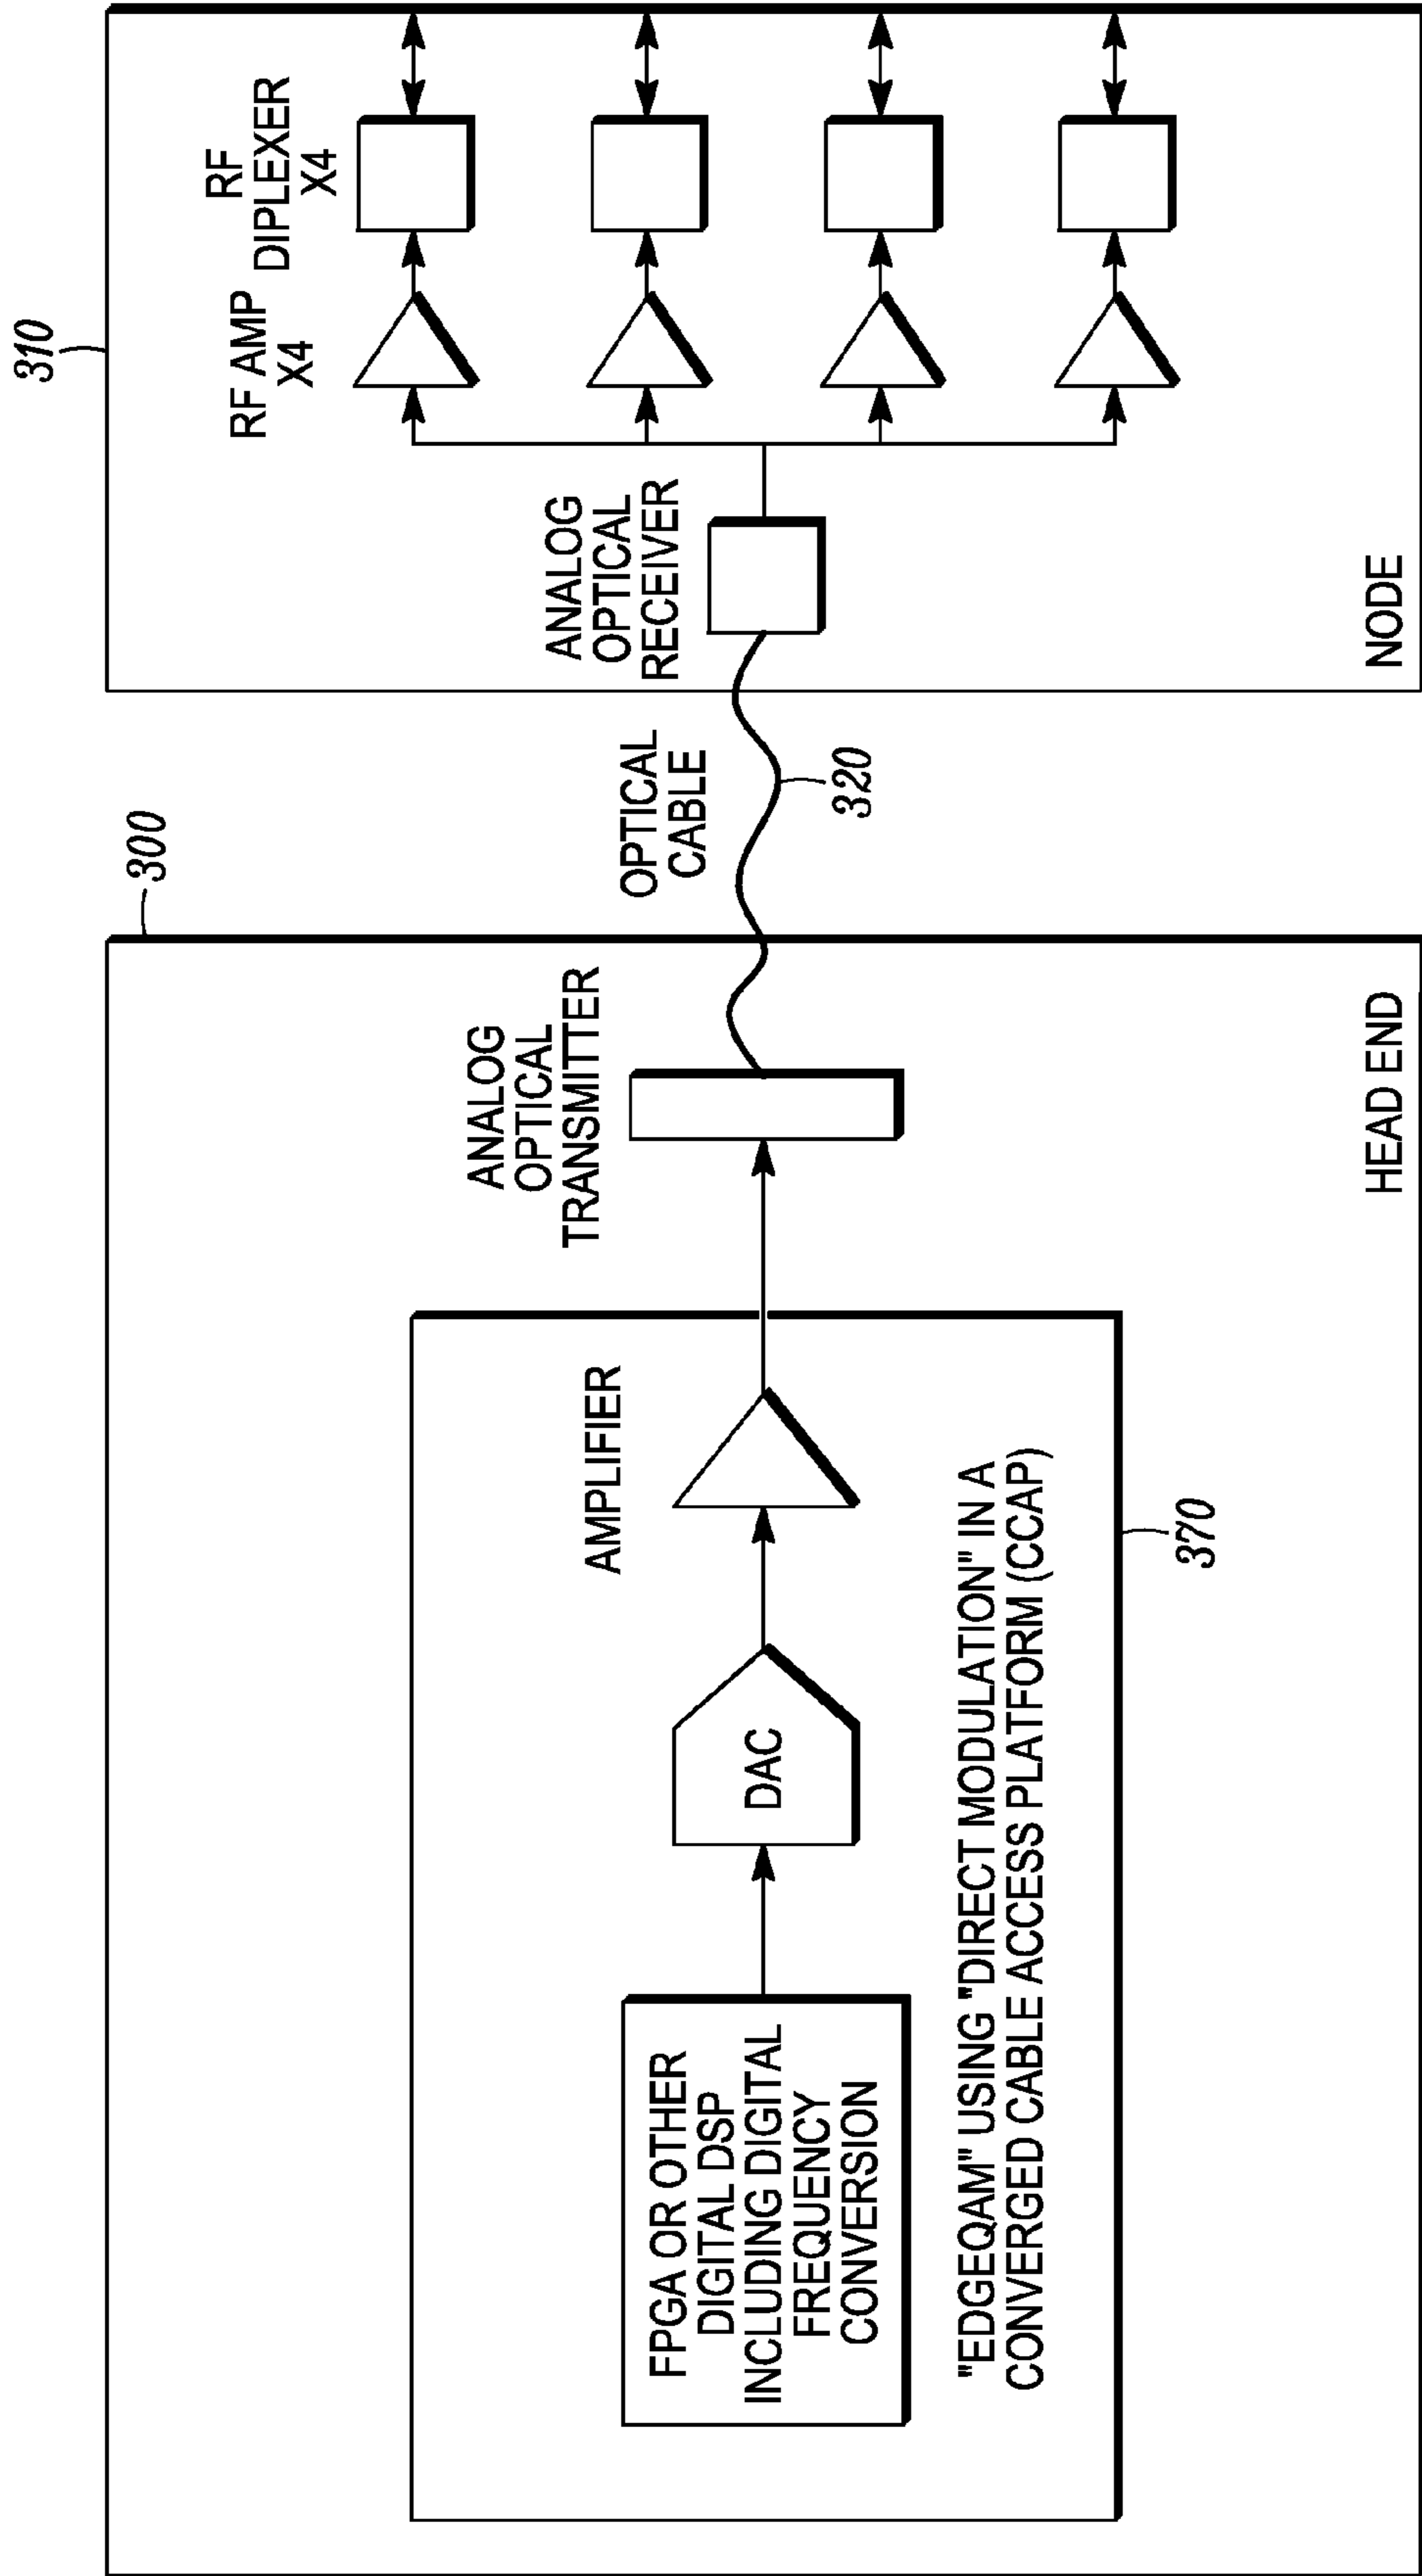 300
310
FPGA OR OTHER
DIGITAL DSP
INCLUDING DIGITAL
FREQUENCY
CONVERSION
DAC
AMPLIFIER
"EDGEQAM" USING "DIRECT MODULATION" IN A
CONVERGED CABLE ACCESS PLATFORM (CCAP)
370
ANALOG
OPTICAL
TRANSMITTER
HEAD END
OPTICAL
CABLE
320
ANALOG
OPTICAL
RECEIVER
RF AMP
X4
RF
DIPLEXER
X4
NODE